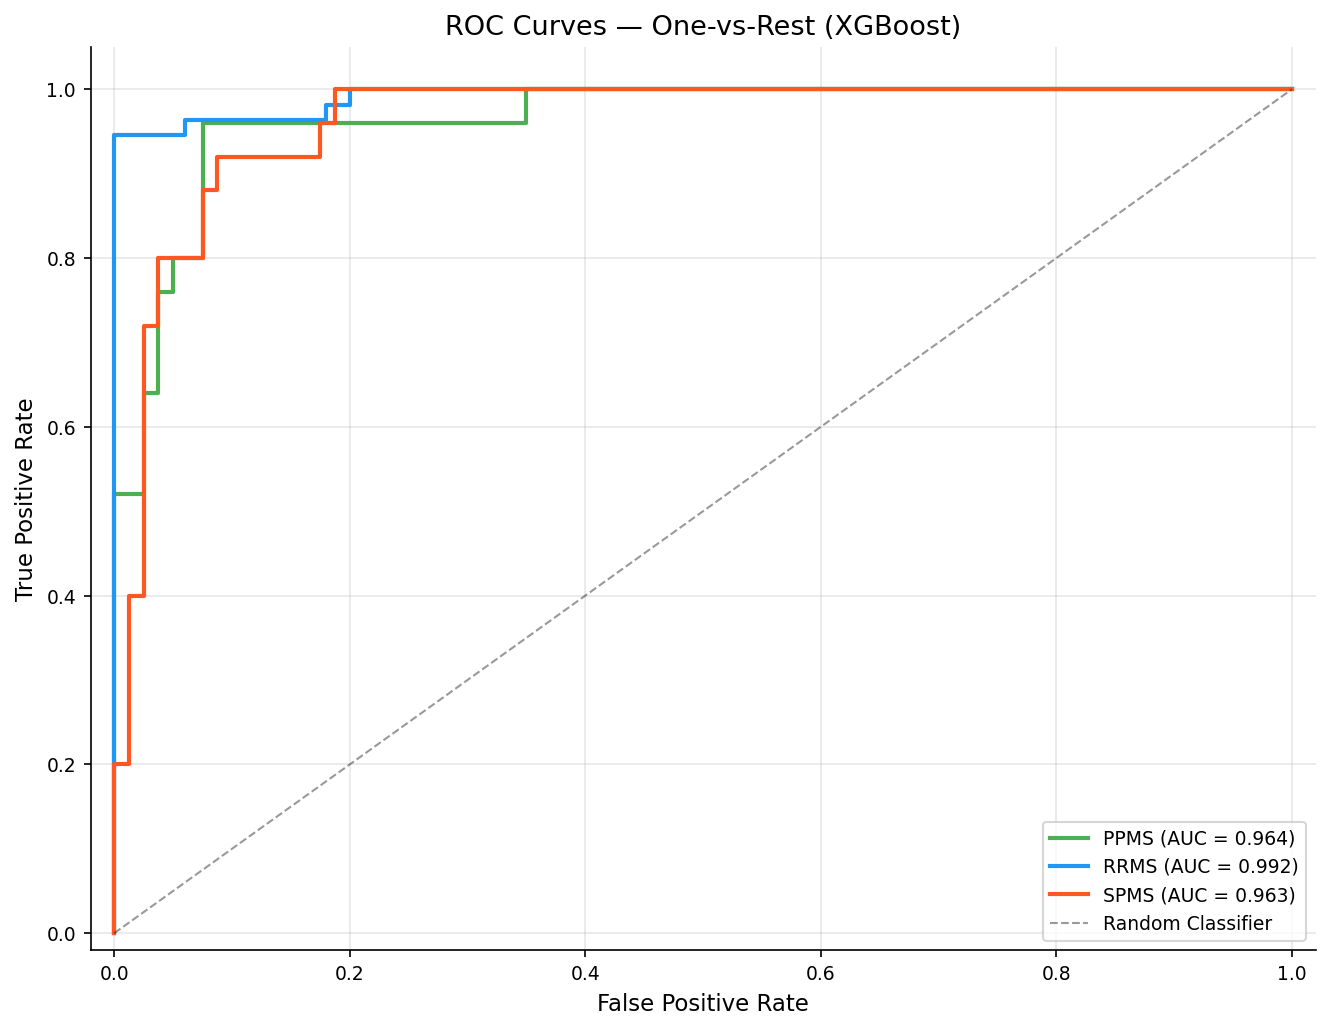 ROC Curves — One-vs-Rest (XGBoost)
True Positive Rate
1.0
0.8
0.6
0.4
0.2
0.0
0.0 0.2 0.4 0.6 0.8 1.0
False Positive Rate
PPMS (AUC = 0.964)
RRMS (AUC = 0.992)
SPMS (AUC = 0.963)
Random Classifier